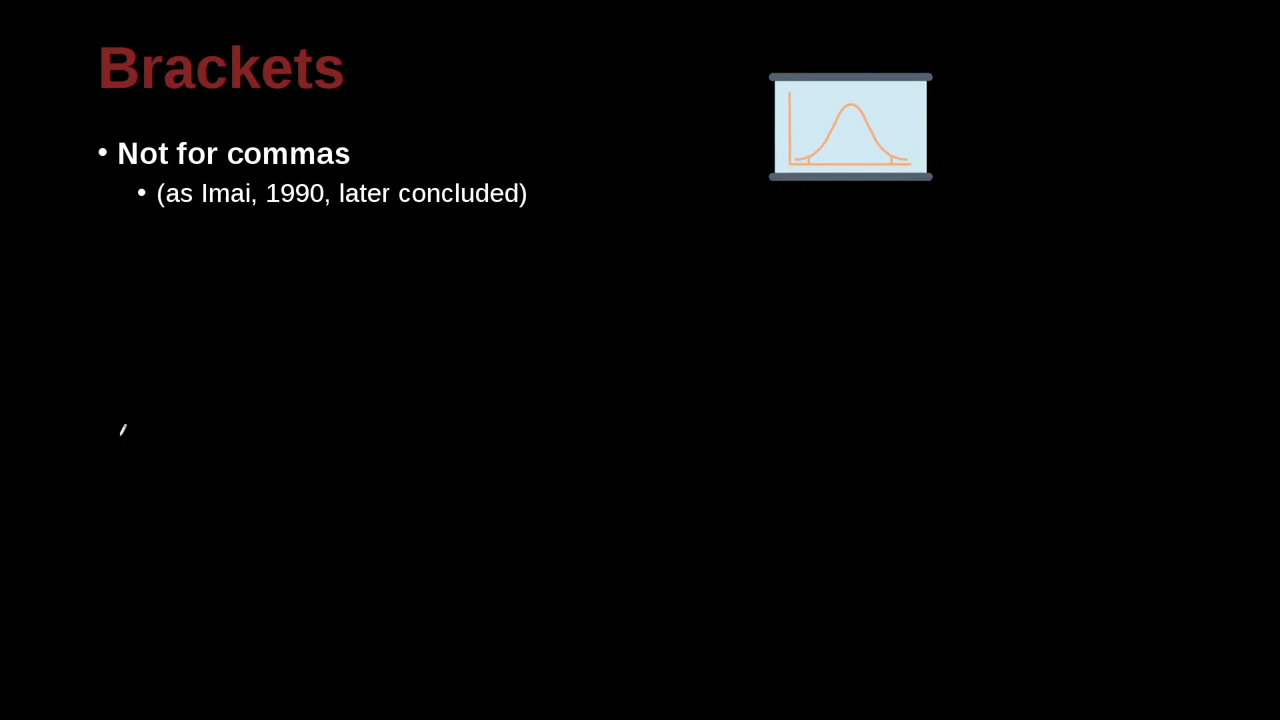 Brackets
• Not for commas
• (as Imai, 1990, later concluded)